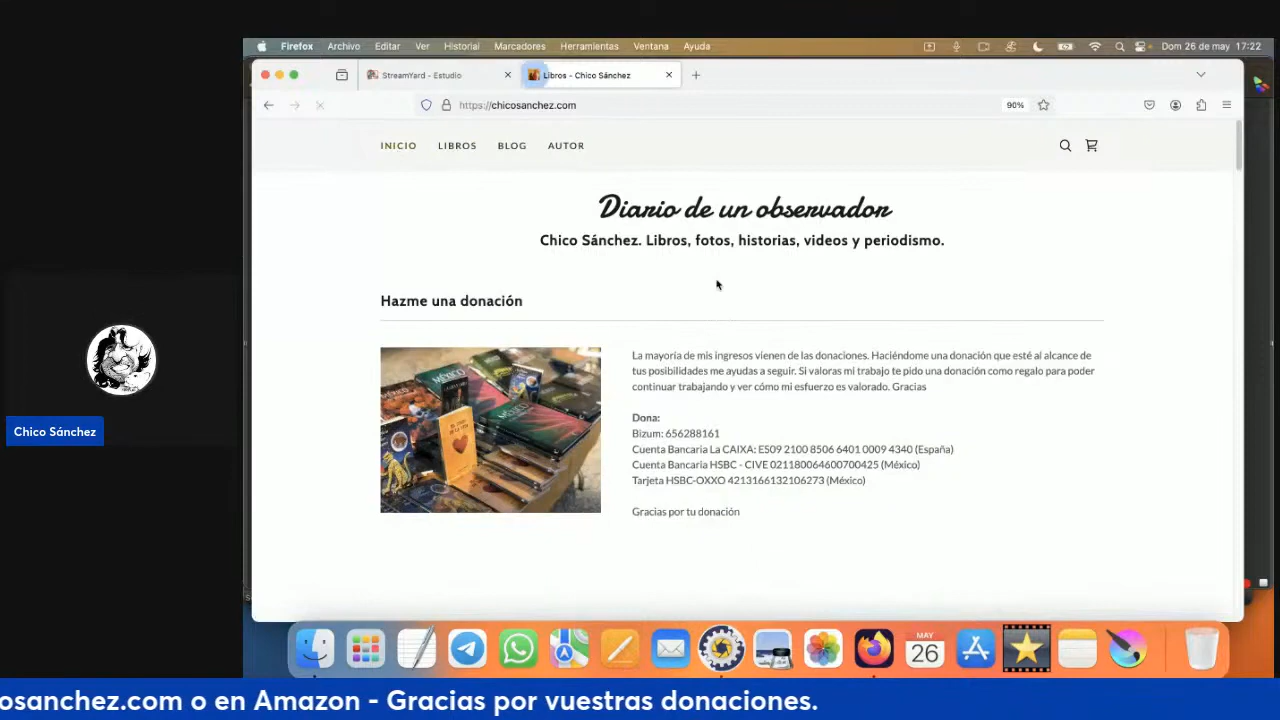 Firefox Archivo Editar Ver Historial Marcadores Herramientas Ventana Ayuda Dom 26 de may 17:22
StreamYard - Estudio
Libros - Chico Sánchez
https://chicosanchez.com
90%
INICIO LIBROS BLOG AUTOR
Diario de un observador
Chico Sánchez. Libros, fotos, historias, videos y periodismo.
Hazme una donación
MÉXICO
MÉXICO
MÉXICO
La mayoría de mis ingresos vienen de las donaciones. Haciéndome una donación que esté al alcance de
tus posibilidades me ayudas a seguir. Si valoras mi trabajo te pido una donación como regalo para poder
continuar trabajando y ver cómo mi esfuerzo es valorado. Gracias
Dona:
Bizum: 656288161
Cuenta Bancaria La CAIXA: ES09 2100 8506 6401 0009 4340 (España)
Cuenta Bancaria HSBC - CIVE 021180064600700425 (México)
Tarjeta HSBC-OXXO 4213166132106273 (México)
Gracias por tu donación
Chico Sánchez
MAY
26
osanchez.com o en Amazon - Gracias por vuestras donaciones.